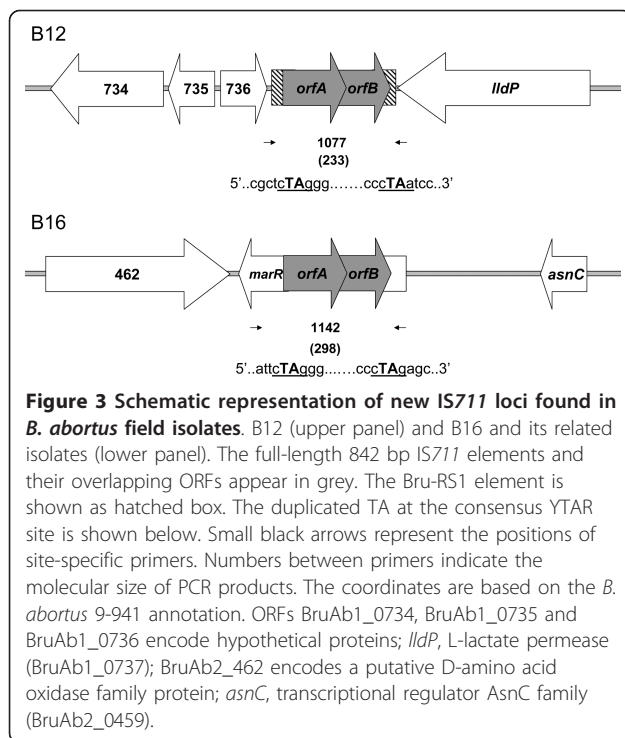 B12
734 735 736 orfA orfB lldP
1077
(233)
5'..cgctcTAggg.......cccTAatcc..3'
B16
462 marR orfA orfB asnC
1142
(298)
5'..attcTAggg.......cccTAgagc..3'
Figure 3 Schematic representation of new IS711 loci found in
B. abortus field isolates. B12 (upper panel) and B16 and its related
isolates (lower panel). The full-length 842 bp IS711 elements and
their overlapping ORFs appear in grey. The Bru-RS1 element is
shown as hatched box. The duplicated TA at the consensus YTAR
site is shown below. Small black arrows represent the positions of
site-specific primers. Numbers between primers indicate the
molecular size of PCR products. The coordinates are based on the B.
abortus 9-941 annotation. ORFs BruAb1_0734, BruAb1_0735 and
BruAb1_0736 encode hypothetical proteins; lldP, L-lactate permease
(BruAb1_0737); BruAb2_462 encodes a putative D-amino acid
oxidase family protein; asnC, transcriptional regulator AsnC family
(BruAb2_0459).